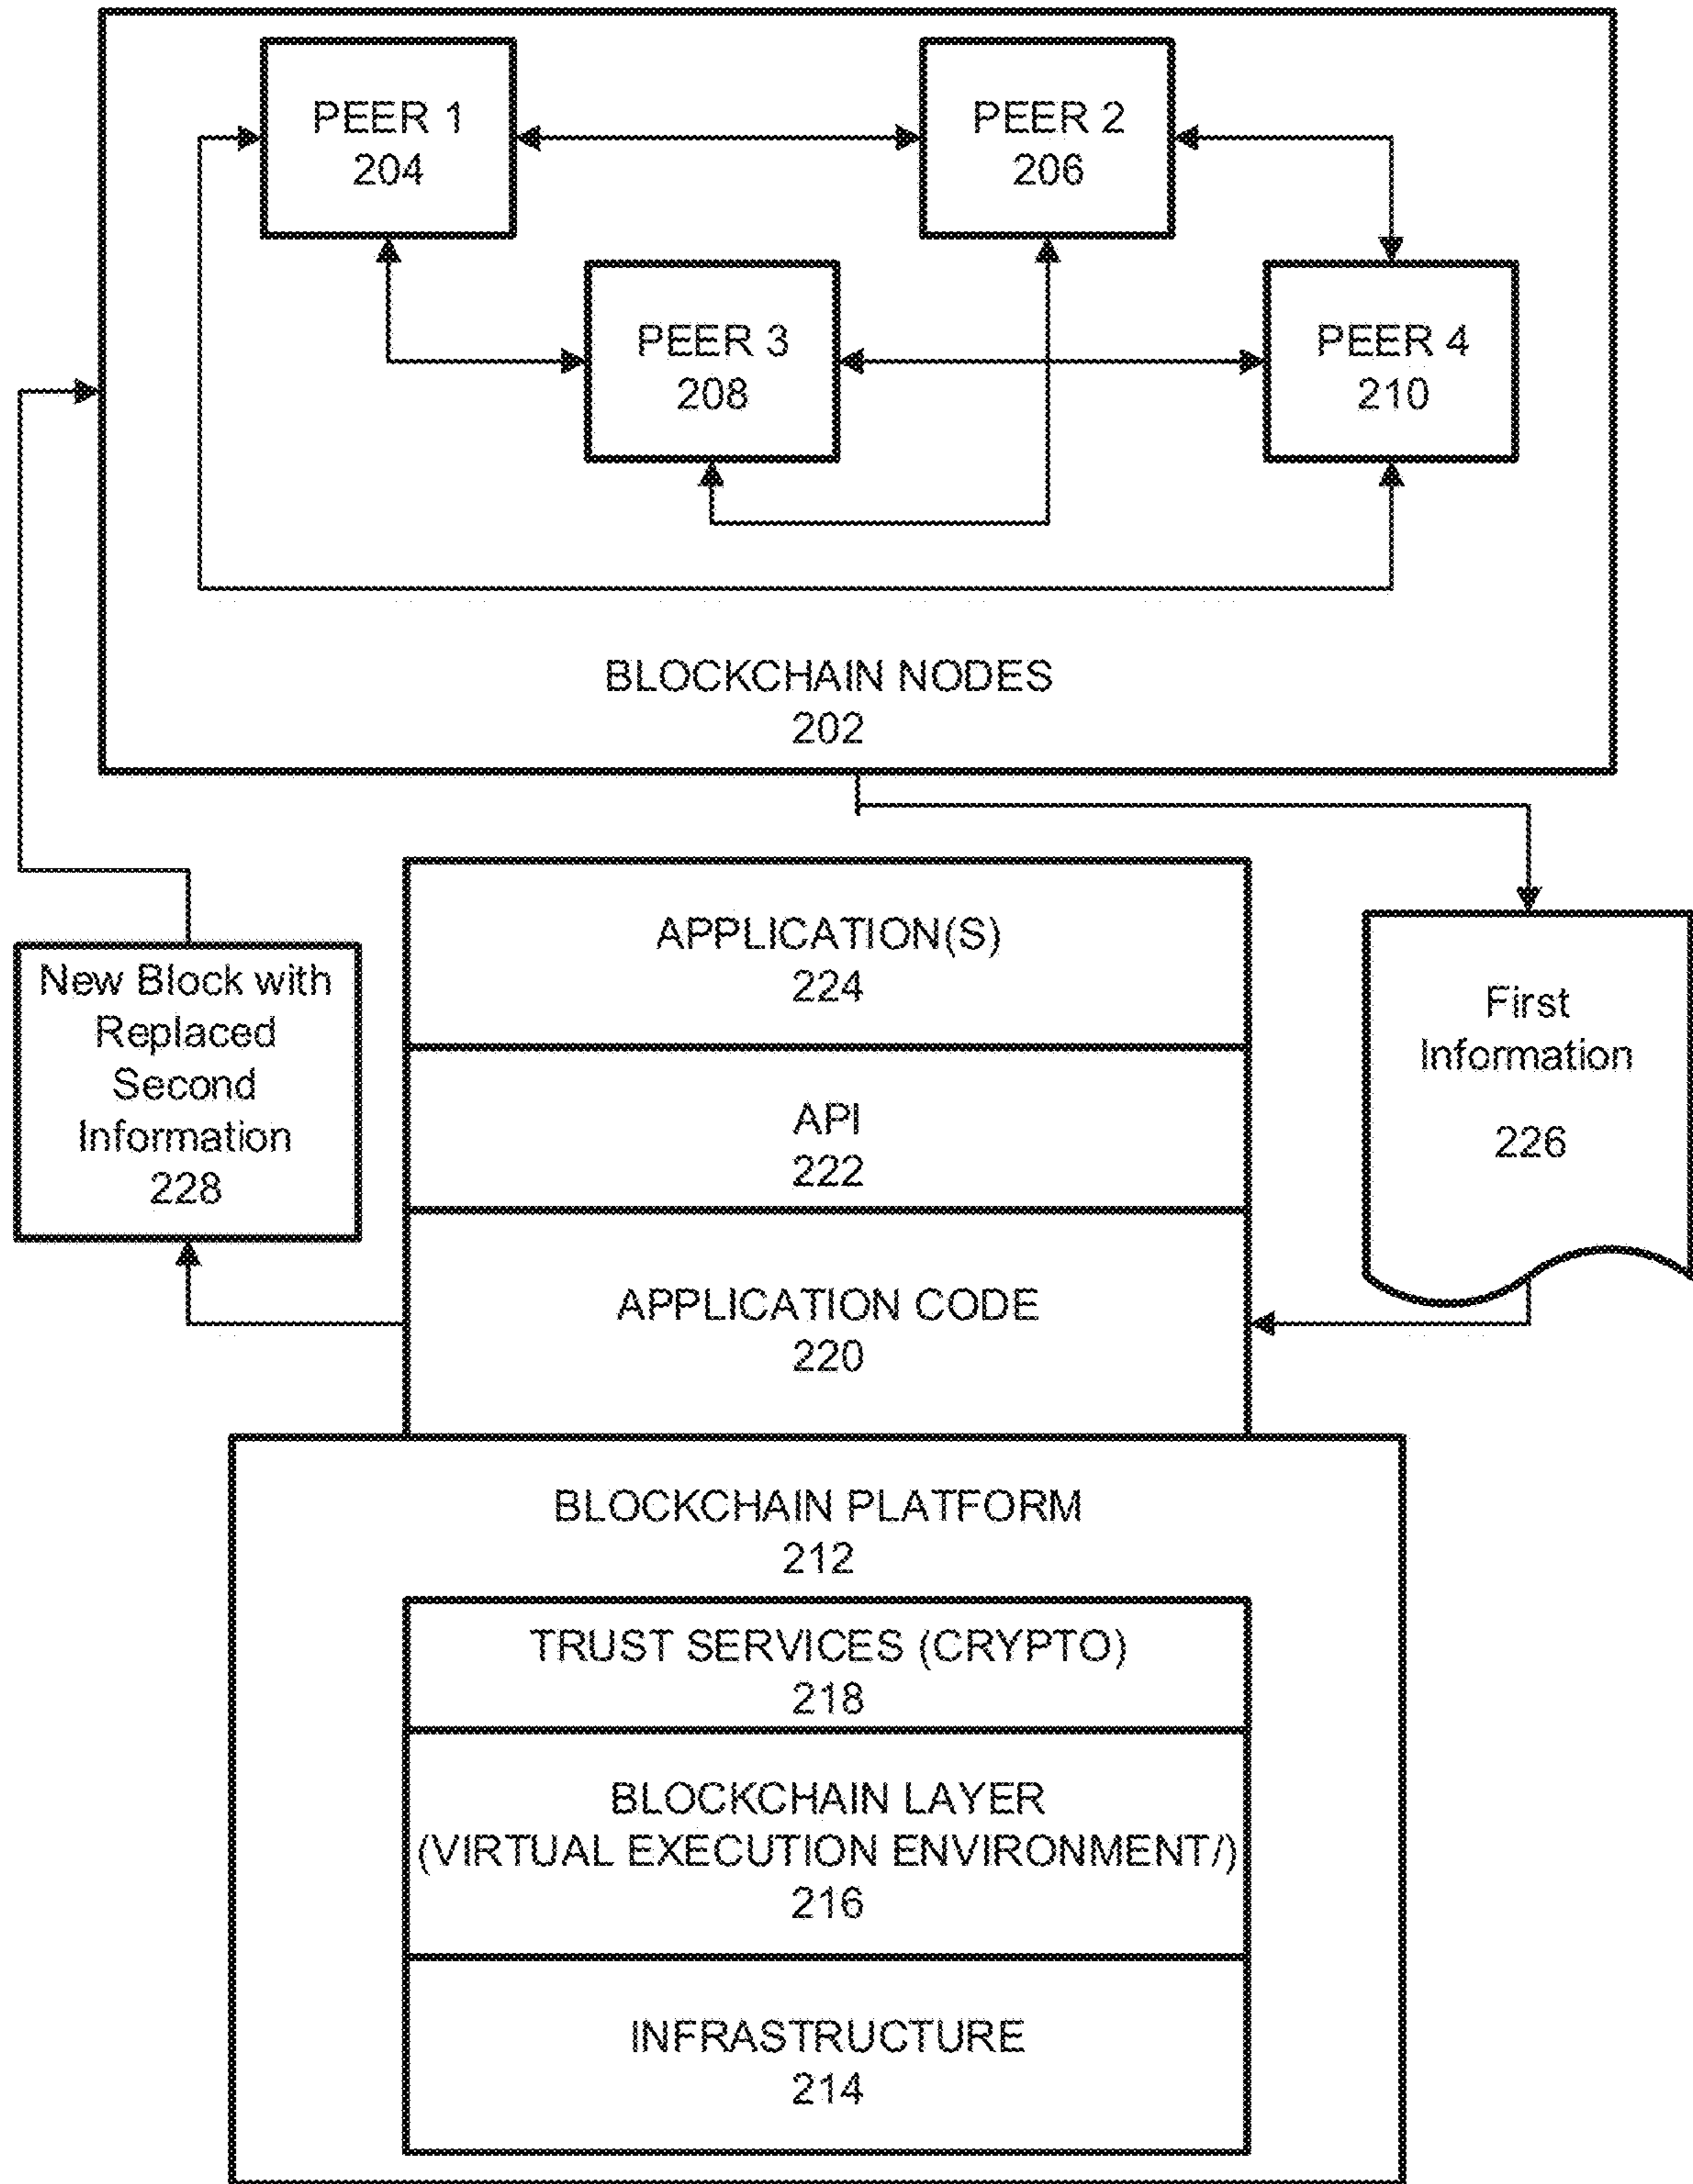 PEER 1
204
PEER 2
206
PEER 3
208
PEER 4
210
BLOCKCHAIN NODES
202
APPLICATION(S)
224
New Block with
Replaced
Second
Information
228
First
Information
226
API
222
APPLICATION CODE
220
BLOCKCHAIN PLATFORM
212
TRUST SERVICES (CRYPTO)
218
BLOCKCHAIN LAYER
(VIRTUAL EXECUTION ENVIRONMENT/)
216
INFRASTRUCTURE
214